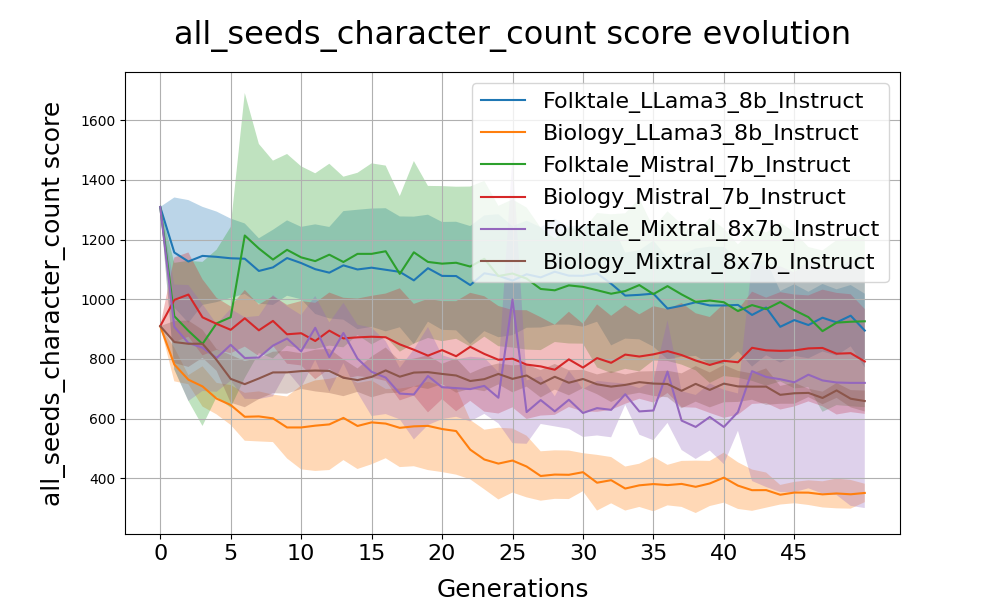 all_seeds_character_count score evolution
all_seeds_character_count score
1600
1400
1200
1000
800
600
400
Folktale_LLama3_8b_Instruct
Biology_LLama3_8b_Instruct
Folktale_Mistral_7b_Instruct
Biology_Mistral_7b_Instruct
Folktale_Mixtral_8x7b_Instruct
Biology_Mixtral_8x7b_Instruct
0 5 10 15 20 25 30 35 40 45
Generations